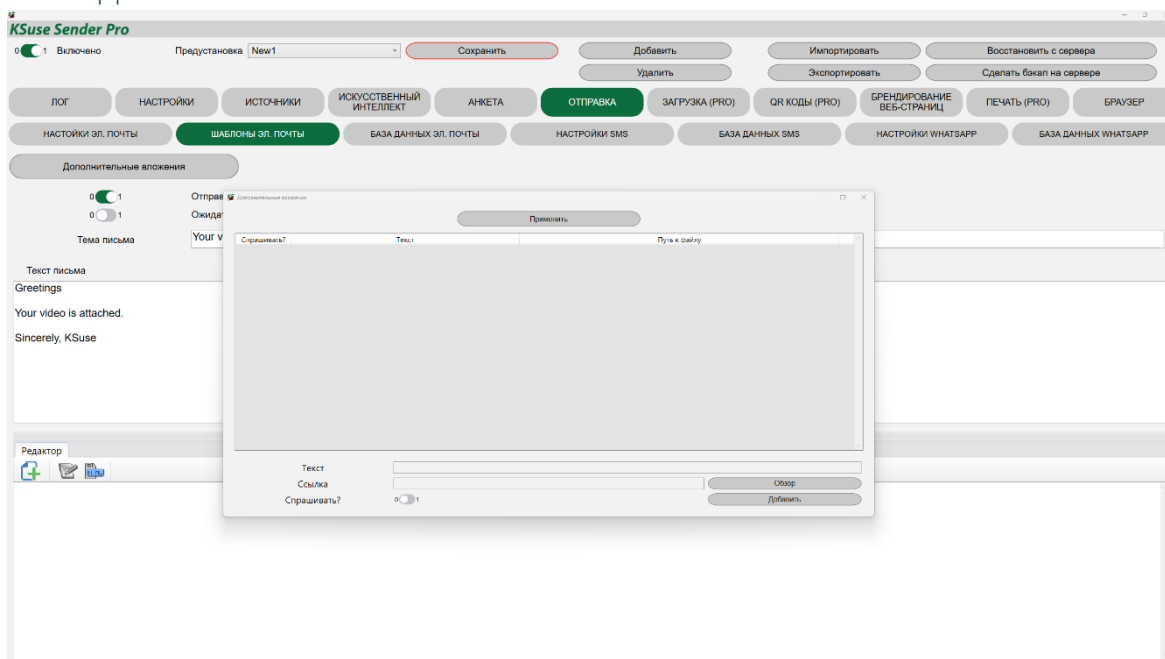 KSuse Sender Pro
0 1 Включено Предустановка New1 Сохранить Добавить Импортировать Восстановить с сервера
Удалить Экспортировать Сделать бэкап на сервере
ЛОГ НАСТРОЙКИ ИСТОЧНИКИ ИСКУССТВЕННЫЙ ИНТЕЛЛЕКТ АНКЕТА ОТПРАВКА ЗАГРУЗКА (PRO) QR КОДЫ (PRO) БРЕНДИРОВАНИЕ ВЕБ-СТРАНИЦ ПЕЧАТЬ (PRO) БРАУЗЕР
НАСТОЙКИ ЭЛ. ПОЧТЫ ШАБЛОНЫ ЭЛ. ПОЧТЫ БАЗА ДАННЫХ ЭЛ. ПОЧТЫ НАСТРОЙКИ SMS БАЗА ДАННЫХ SMS НАСТРОЙКИ WHATSAPP БАЗА ДАННЫХ WHATSAPP
Дополнительные вложения
0 1 Отправ
Дополнительные вложения
0 1 Ожидат
Применить
Тема письма Your v
Спрашивать? Текст Путь к файлу
Текст письма
Greetings
Your video is attached.
Sincerely, KSuse
Редактор
Текст
Ссылка Обзор
Спрашивать? 0 1 Добавить